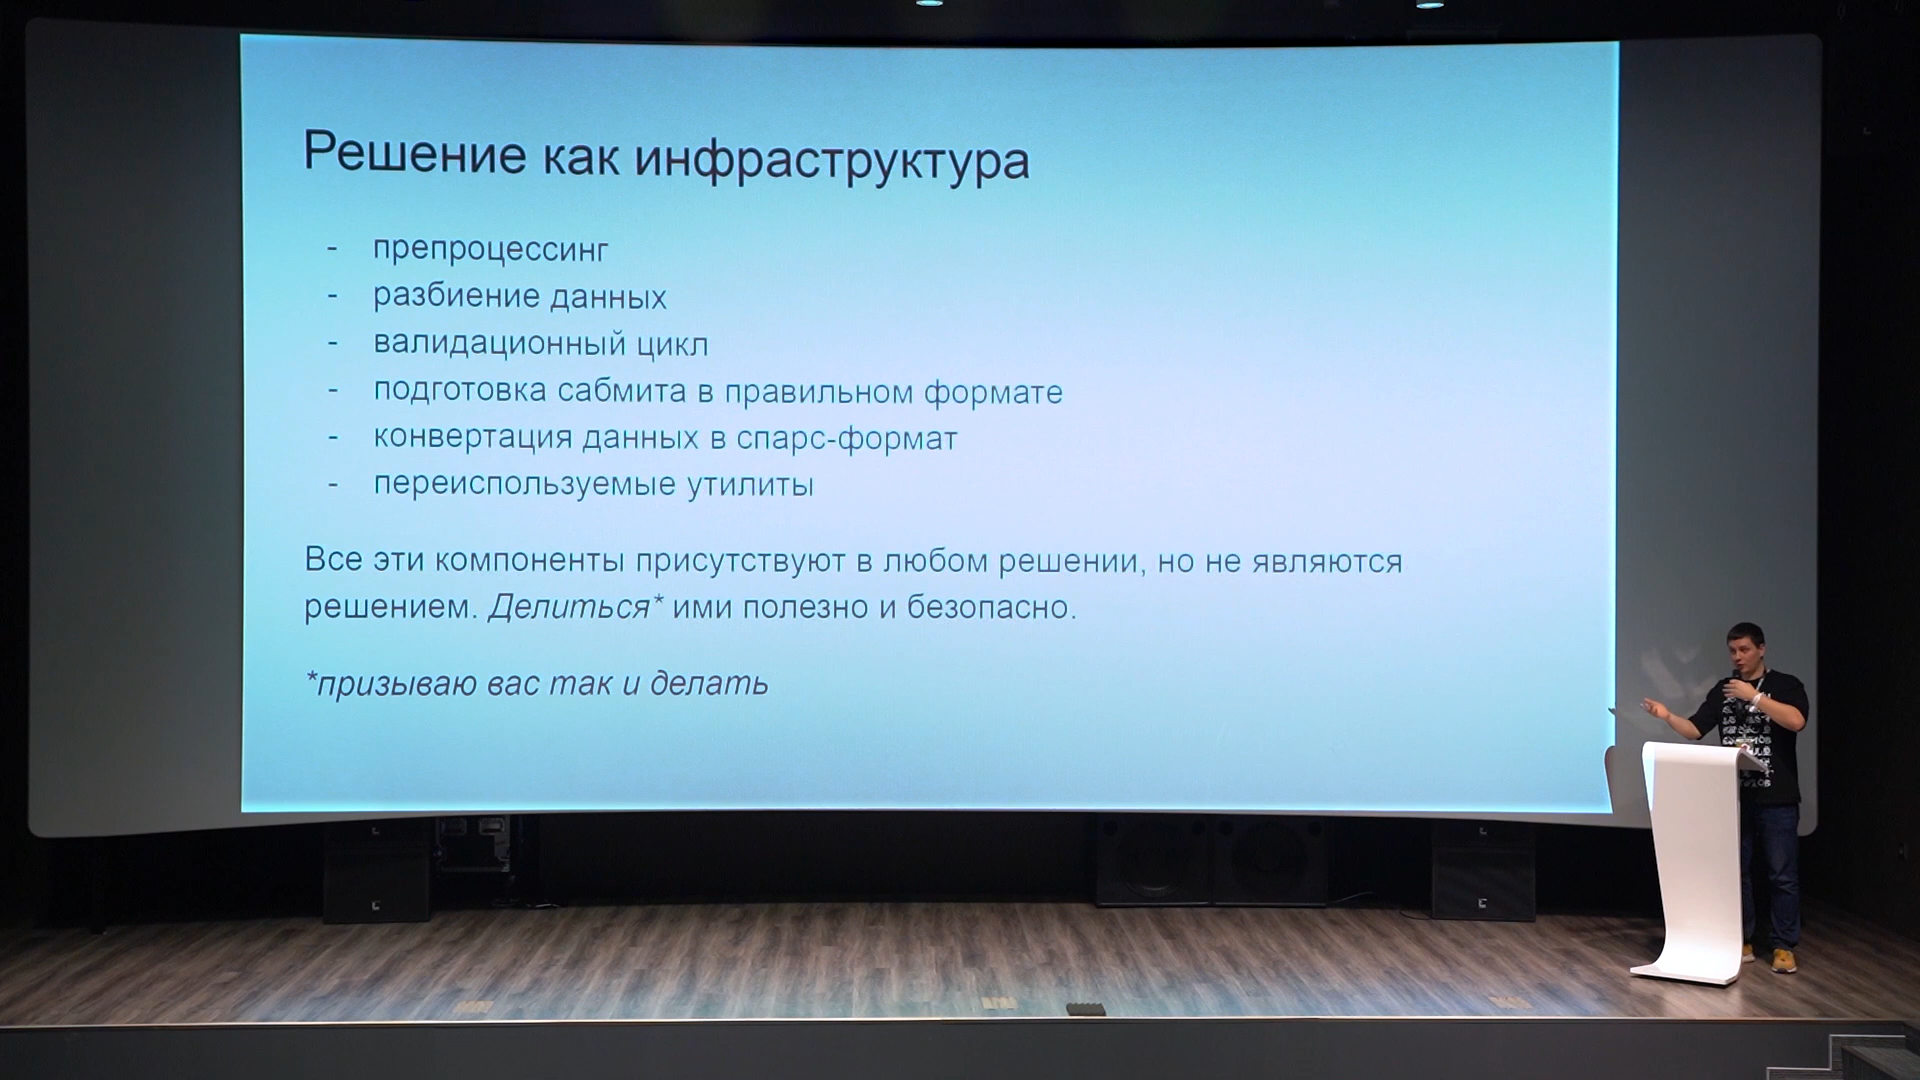 Решение как инфраструктура
- препроцессинг
- разбиение данных
- валидационный цикл
- подготовка сабмита в правильном формате
- конвертация данных в спарс-формат
- переиспользуемые утилиты
Все эти компоненты присутствуют в любом решении, но не являются
решением. Делиться* ими полезно и безопасно.
*призываю вас так и делать